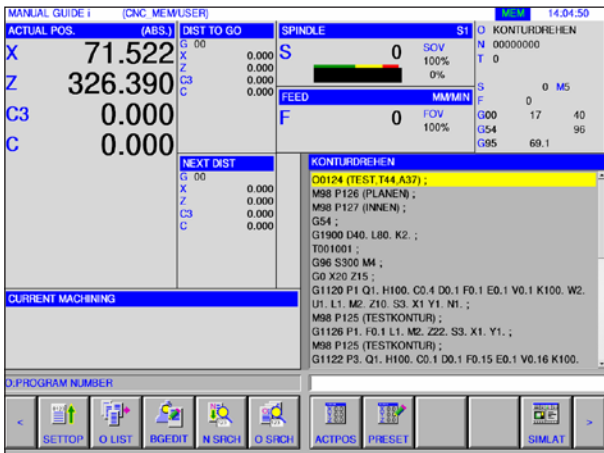 MANUAL GUIDE i (CNC_MEM/USER) MEM 14:04:50
ACTUAL POS. (ABS.)
X 71.522
Z 326.390
C3 0.000
C 0.000
DIST TO GO
G 00
X 0.000
Z 0.000
C3 0.000
C 0.000
SPINDLE S1
S 0 SOV
100%
0%
FEED MM/MIN
F 0 FOV
100%
O KONTURDREHEN
N 00000000
T 0
S 0 M5
F 0
G00 17 40
G54 96
G95 69.1
NEXT DIST
G 00
X 0.000
Z 0.000
C3 0.000
C 0.000
KONTURDREHEN
O0124 (TEST,T44,A37) ;
M98 P126 (PLANEN) ;
M98 P127 (INNEN) ;
G54 ;
G1900 D40. L80. K2. ;
T001001 ;
G96 S300 M4 ;
G0 X20 Z15 ;
G1120 P1 Q1. H100. C0.4 D0.1 F0.1 E0.1 V0.1 K100. W2.
U1. L1. M2. Z10. S3. X1 Y1. N1. ;
M98 P125 (TESTKONTUR) ;
G1126 P1. F0.1 L1. M2. Z22. S3. X1. Y1. ;
M98 P125 (TESTKONTUR) ;
G1122 P3. Q1. H100. C0.1 D0.1 F0.15 E0.1 V0.16 K100.
CURRENT MACHINING
O:PROGRAM NUMBER
< SETTOP O LIST BGEDIT N SRCH O SRCH ACTPOS PRESET SIMLAT >